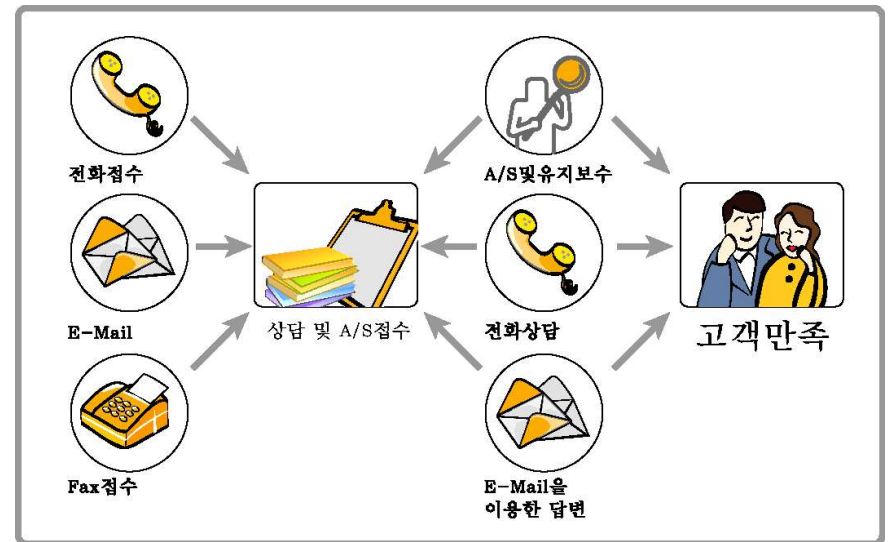 전화접수
E-Mail
Fax접수
상담 및 A/S접수
A/S및유지보수
전화상담
E-Mail을
이용한 답변
고객만족